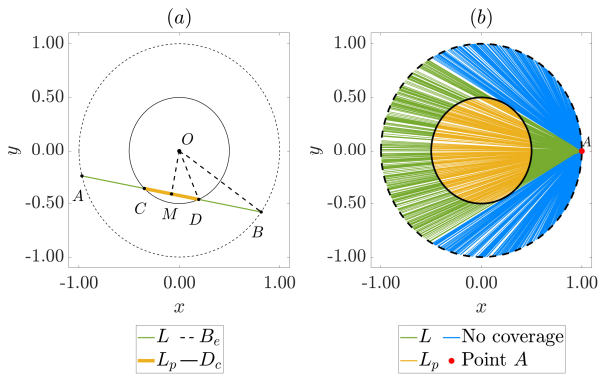 (a)
1.00
0.50
0.00
-0.50
-1.00
y
O
A
C
M
D
B
-1.00 0.00 1.00
x
L B_e
L_p D_c
(b)
1.00
0.50
0.00
-0.50
-1.00
y
A
-1.00 0.00 1.00
x
L No coverage
L_p Point A